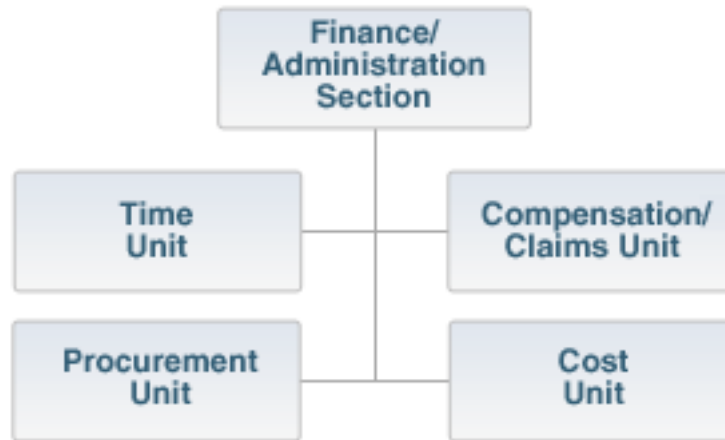 Finance/
Administration
Section
Time
Unit
Compensation/
Claims Unit
Procurement
Unit
Cost
Unit